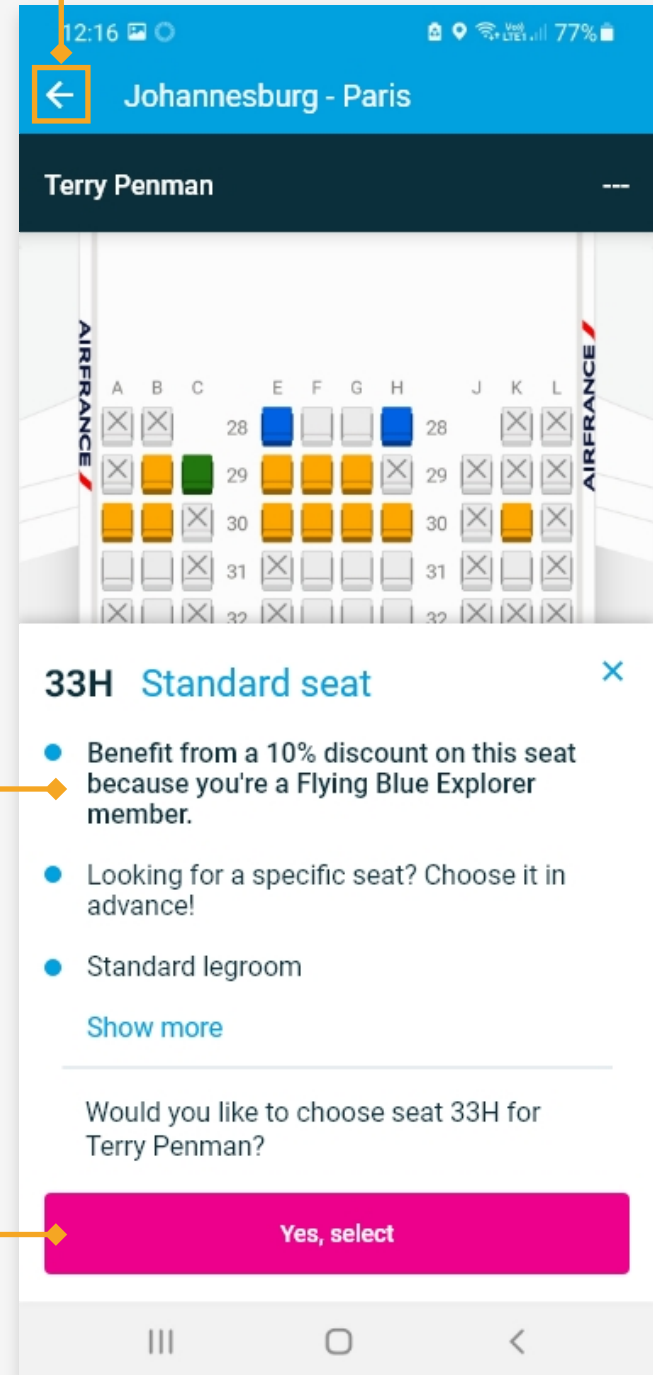 12:16
Voo) LTE1 77%
Johannesburg - Paris
Terry Penman ---
AIRFRANCE
AIRFRANCE
A B C E F G H J K L
28 28
29 29
30 30
31 31
32 32
33H Standard seat
Benefit from a 10% discount on this seat
because you're a Flying Blue Explorer
member.
Looking for a specific seat? Choose it in
advance!
Standard legroom
Show more
Would you like to choose seat 33H for
Terry Penman?
Yes, select